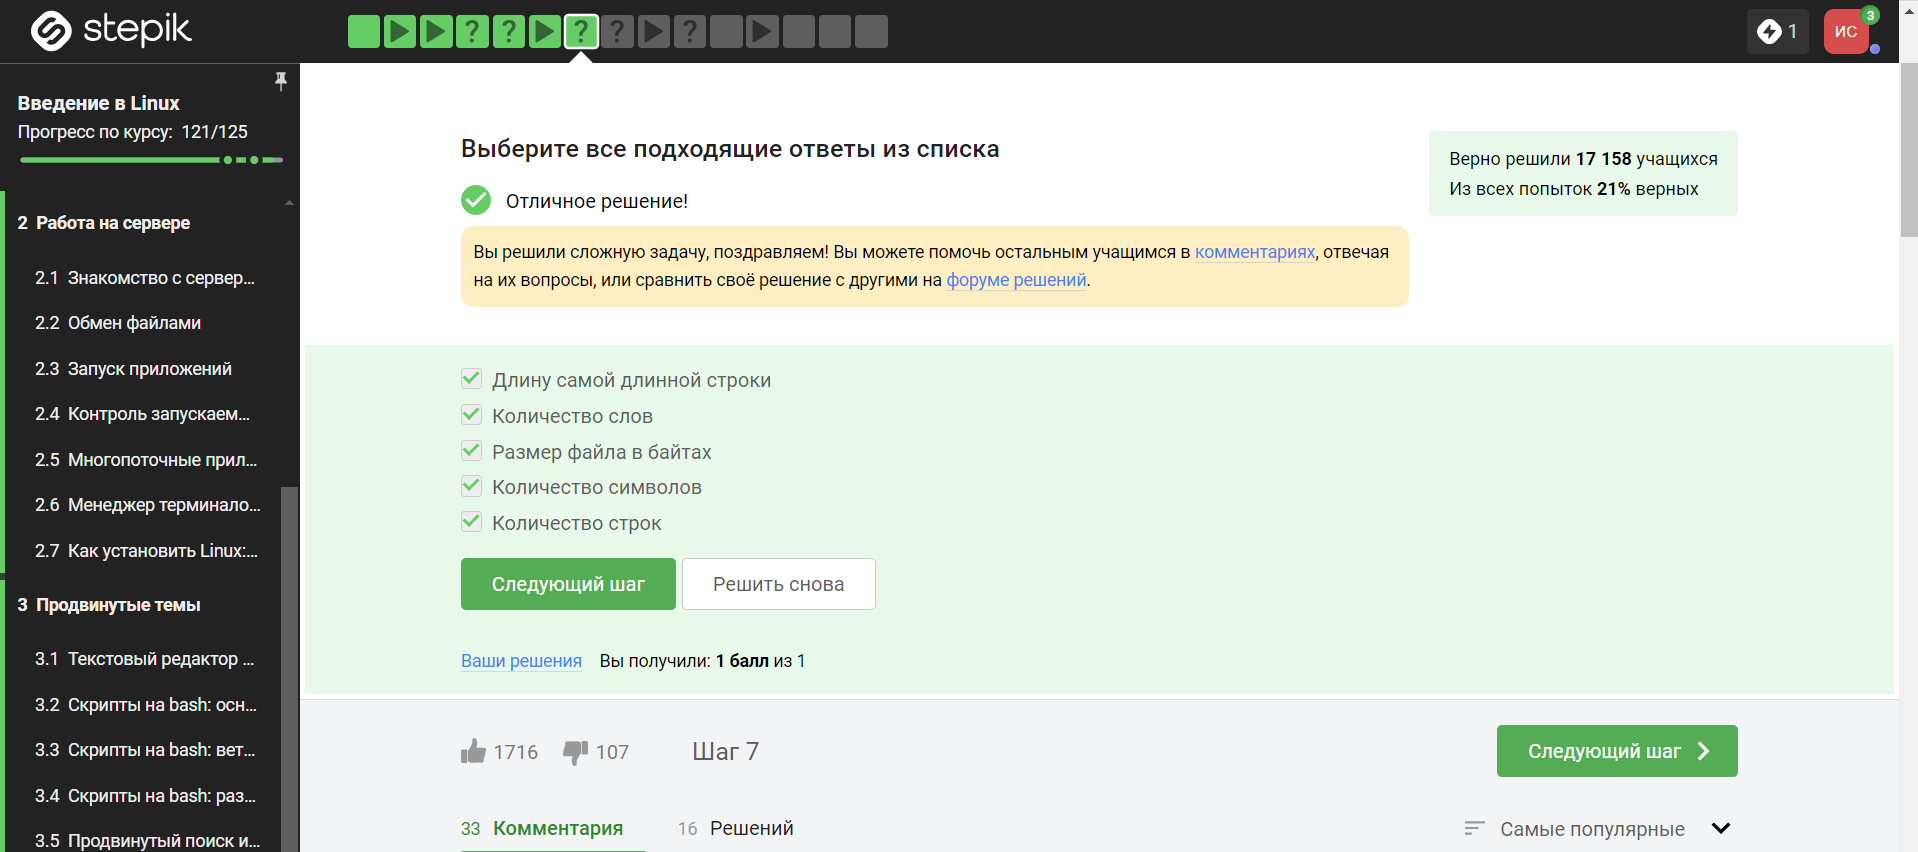 stepik
? ? ? ? ?
1
ИС
3
Введение в Linux
Прогресс по курсу: 121/125
2 Работа на сервере
2.1 Знакомство с сервер...
2.2 Обмен файлами
2.3 Запуск приложений
2.4 Контроль запускаем...
2.5 Многопоточные прил...
2.6 Менеджер терминало...
2.7 Как установить Linux:...
3 Продвинутые темы
3.1 Текстовый редактор ...
3.2 Скрипты на bash: осн...
3.3 Скрипты на bash: вет...
3.4 Скрипты на bash: раз...
3.5 Продвинутый поиск и...
Выберите все подходящие ответы из списка
Отличное решение!
Вы решили сложную задачу, поздравляем! Вы можете помочь остальным учащимся в комментариях, отвечая
на их вопросы, или сравнить своё решение с другими на форуме решений.
Верно решили 17 158 учащихся
Из всех попыток 21% верных
Длину самой длинной строки
Количество слов
Размер файла в байтах
Количество символов
Количество строк
Следующий шаг
Решить снова
Ваши решения Вы получили: 1 балл из 1
1716 107 Шаг 7
Следующий шаг
33 Комментария 16 Решений
Самые популярные